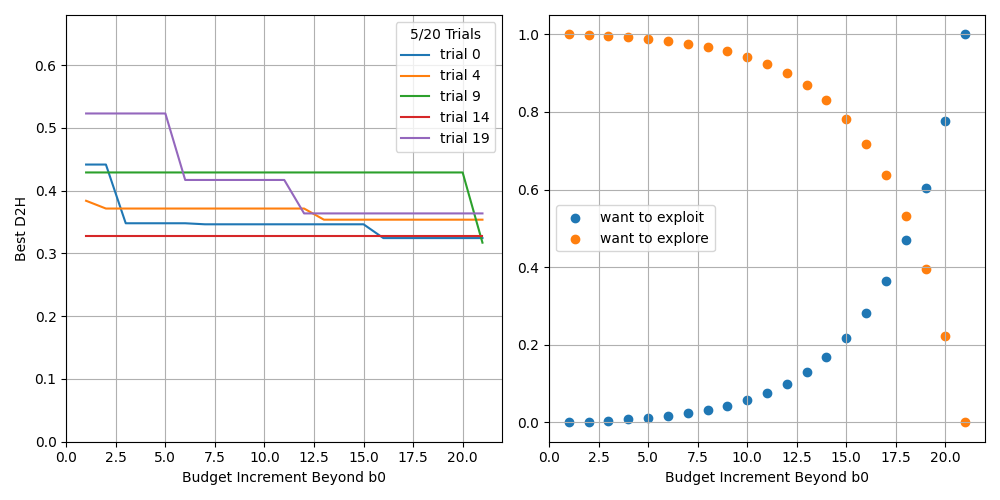 5/20 Trials
trial 0
trial 4
trial 9
trial 14
trial 19
Best D2H
0.6
0.5
0.4
0.3
0.2
0.1
0.0
0.0 2.5 5.0 7.5 10.0 12.5 15.0 17.5 20.0
Budget Increment Beyond b0
want to exploit
want to explore
1.0
0.8
0.6
0.4
0.2
0.0
0.0 2.5 5.0 7.5 10.0 12.5 15.0 17.5 20.0
Budget Increment Beyond b0